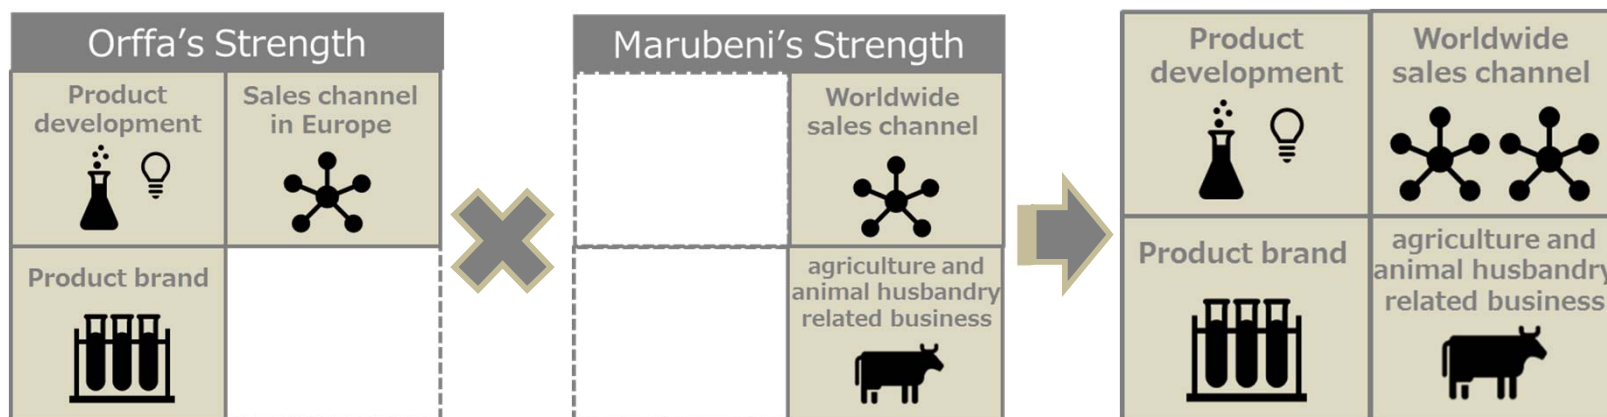 Orffa's Strength
Product
development
Sales channel
in Europe
Product brand
Marubeni's Strength
Worldwide
sales channel
agriculture and
animal husbandry
related business
Product
development
Worldwide
sales channel
Product brand
agriculture and
animal husbandry
related business